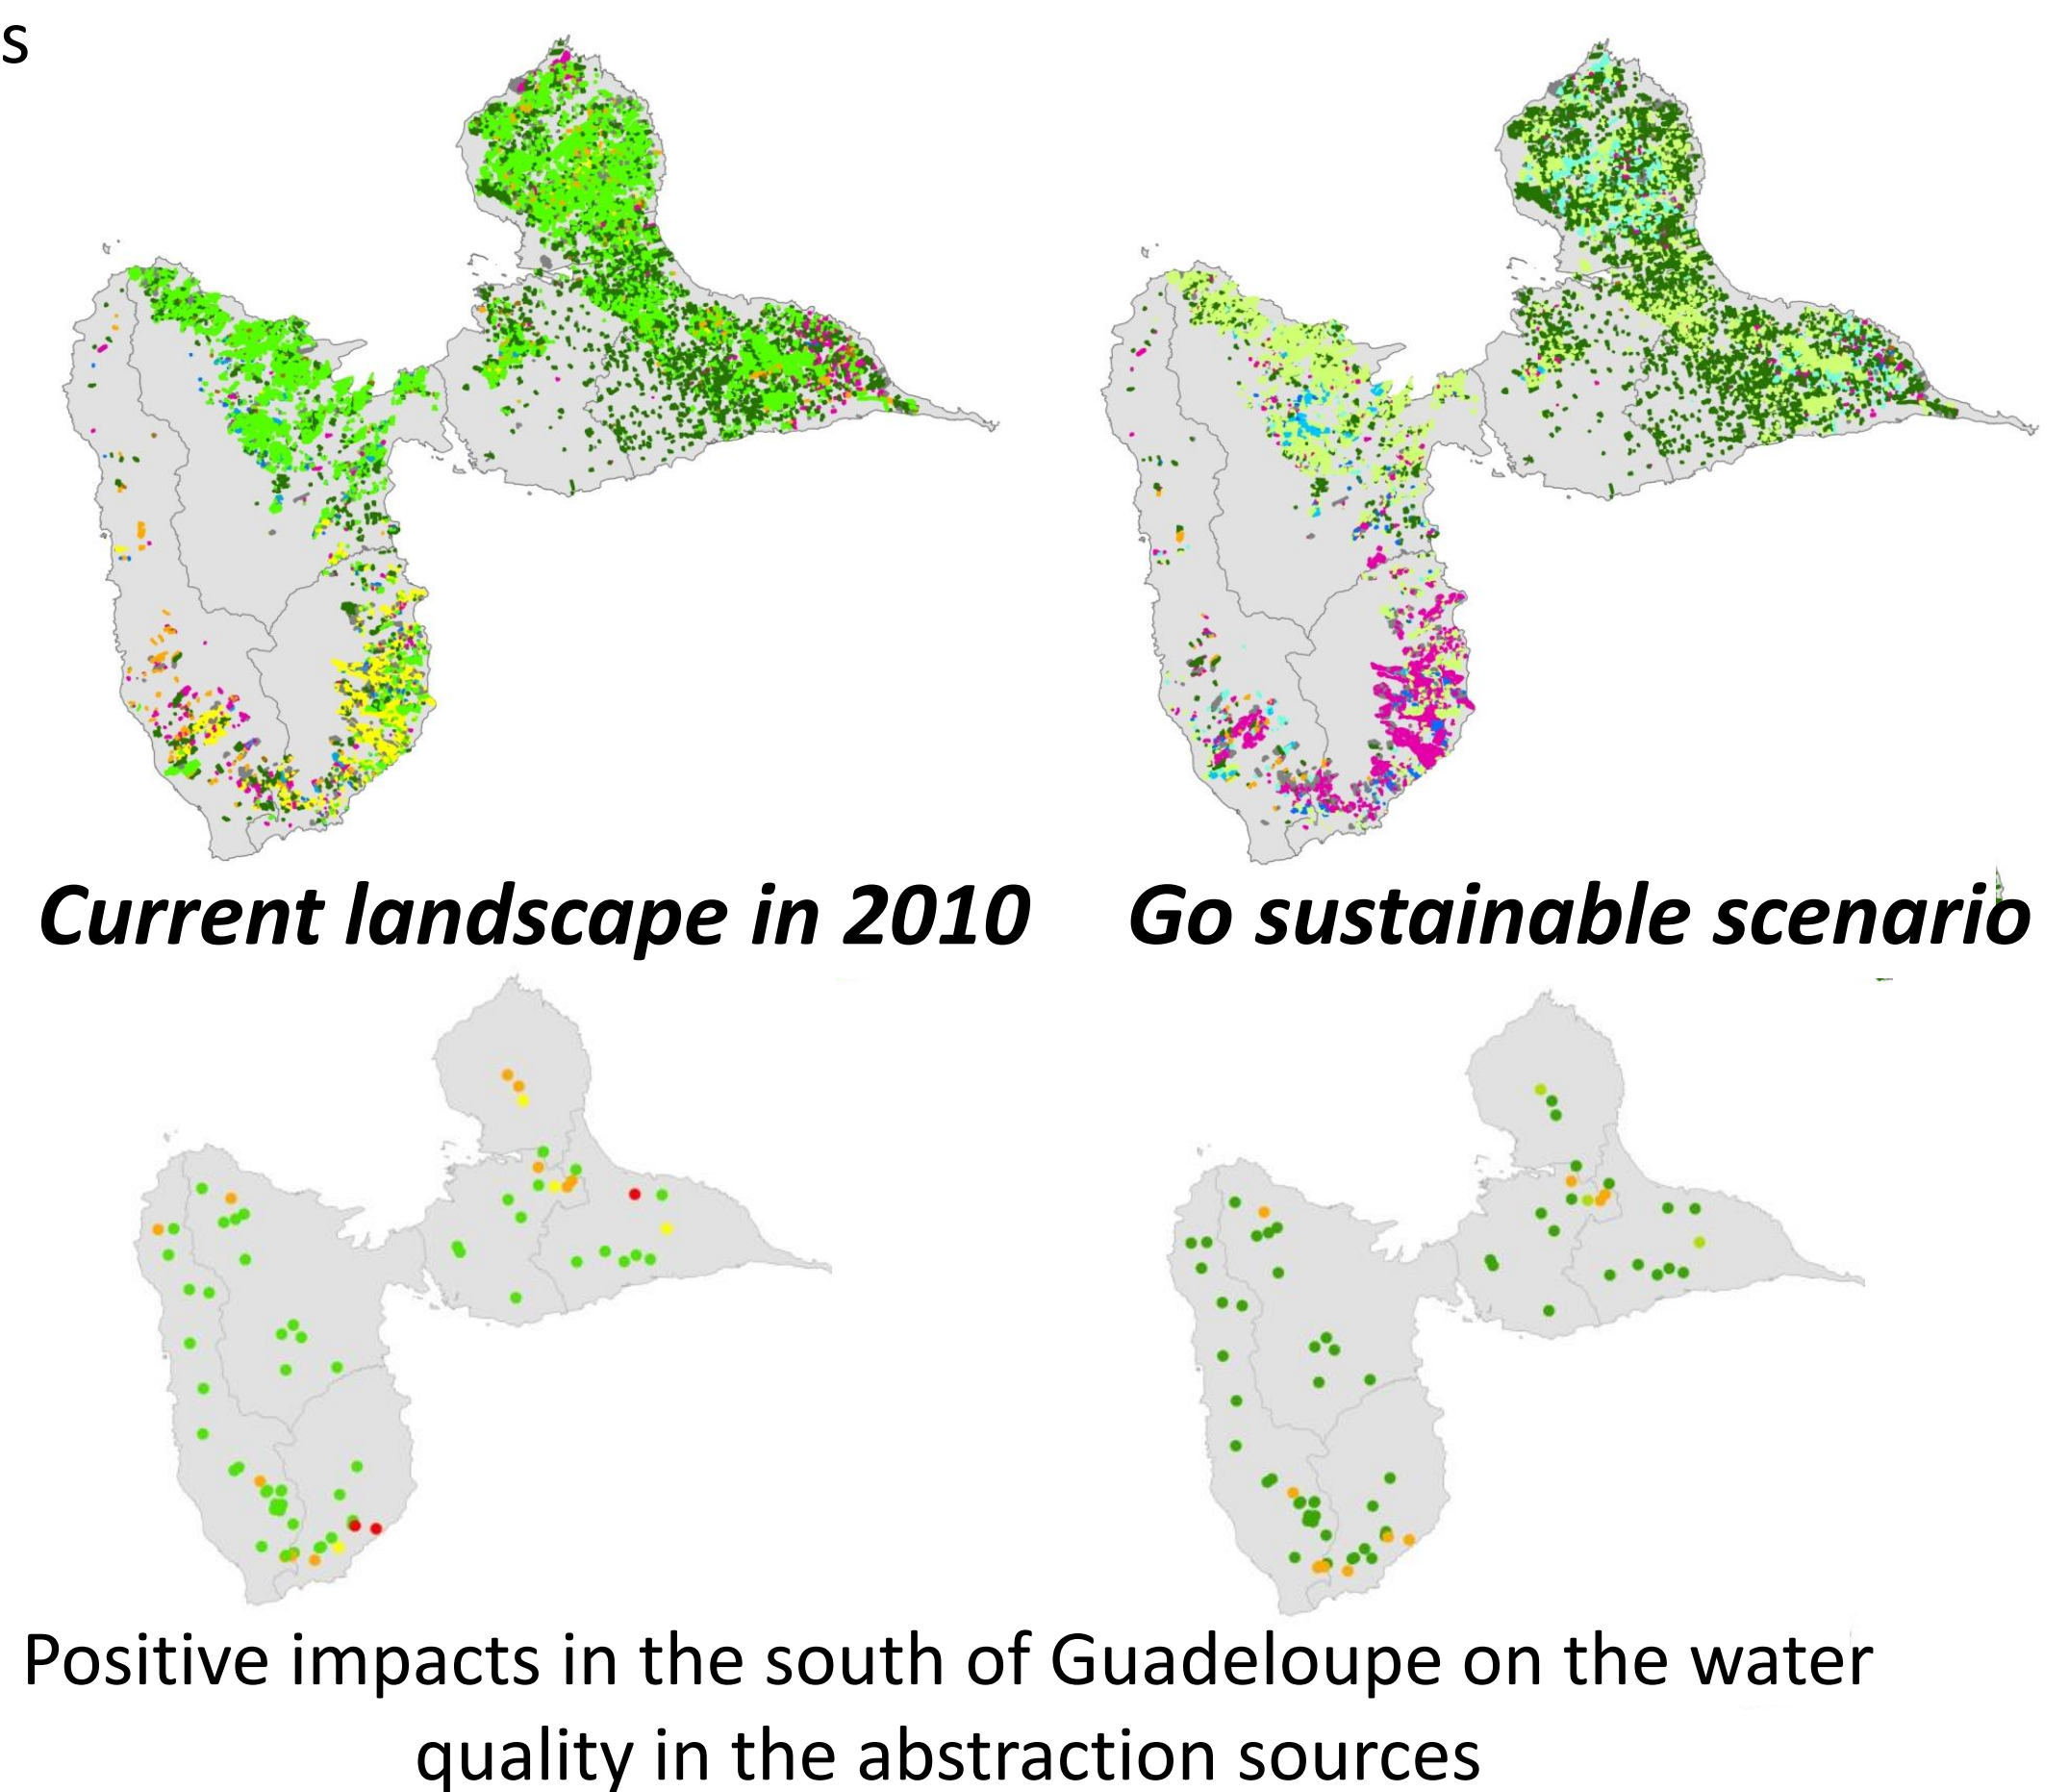 s
Current landscape in 2010
Go sustainable scenario
Positive impacts in the south of Guadeloupe on the water
quality in the abstraction sources